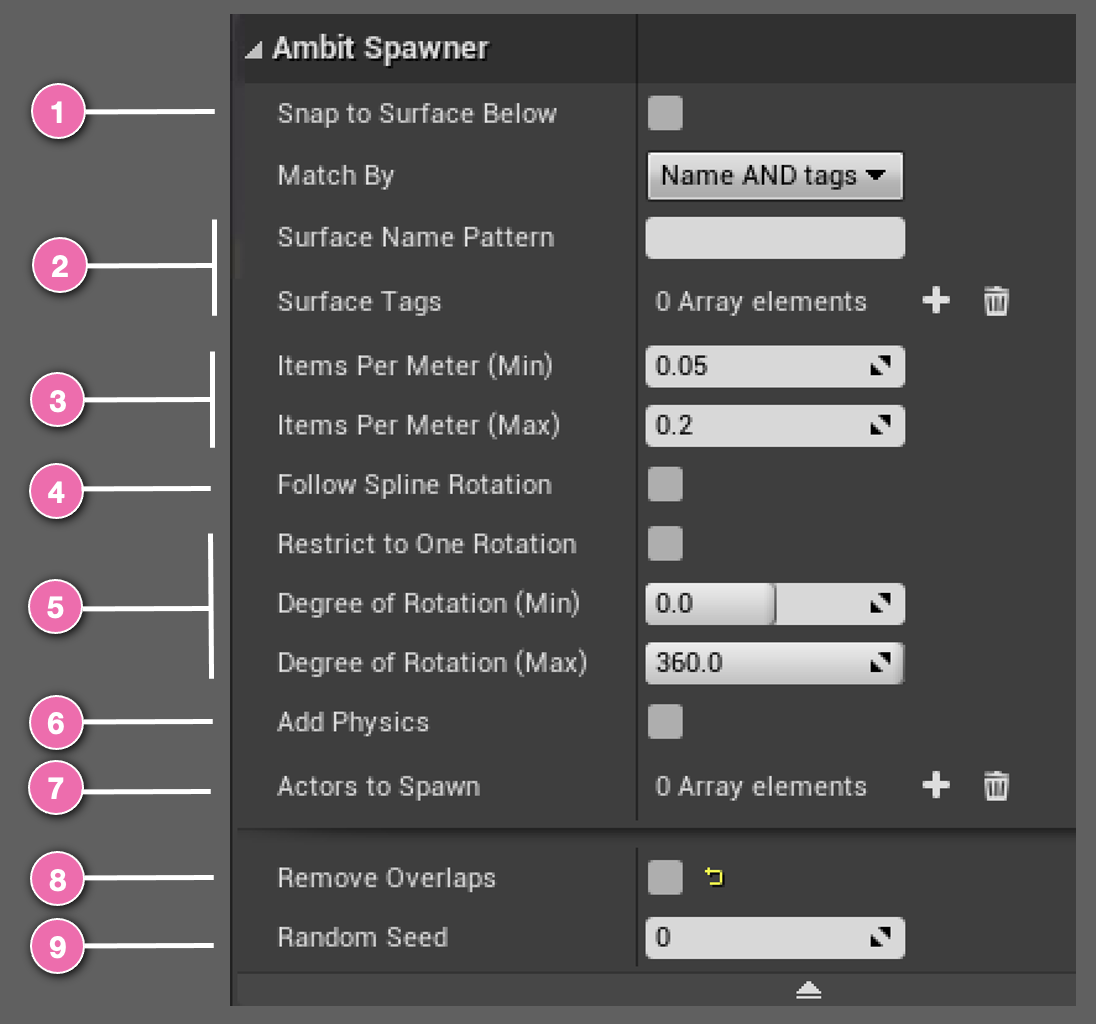 Ambit Spawner
1 Snap to Surface Below
Match By Name AND tags
Surface Name Pattern
2
Surface Tags 0 Array elements
Items Per Meter (Min) 0.05
3
Items Per Meter (Max) 0.2
4 Follow Spline Rotation
Restrict to One Rotation
5 Degree of Rotation (Min) 0.0
Degree of Rotation (Max) 360.0
6 Add Physics
7 Actors to Spawn 0 Array elements
8 Remove Overlaps
9 Random Seed 0